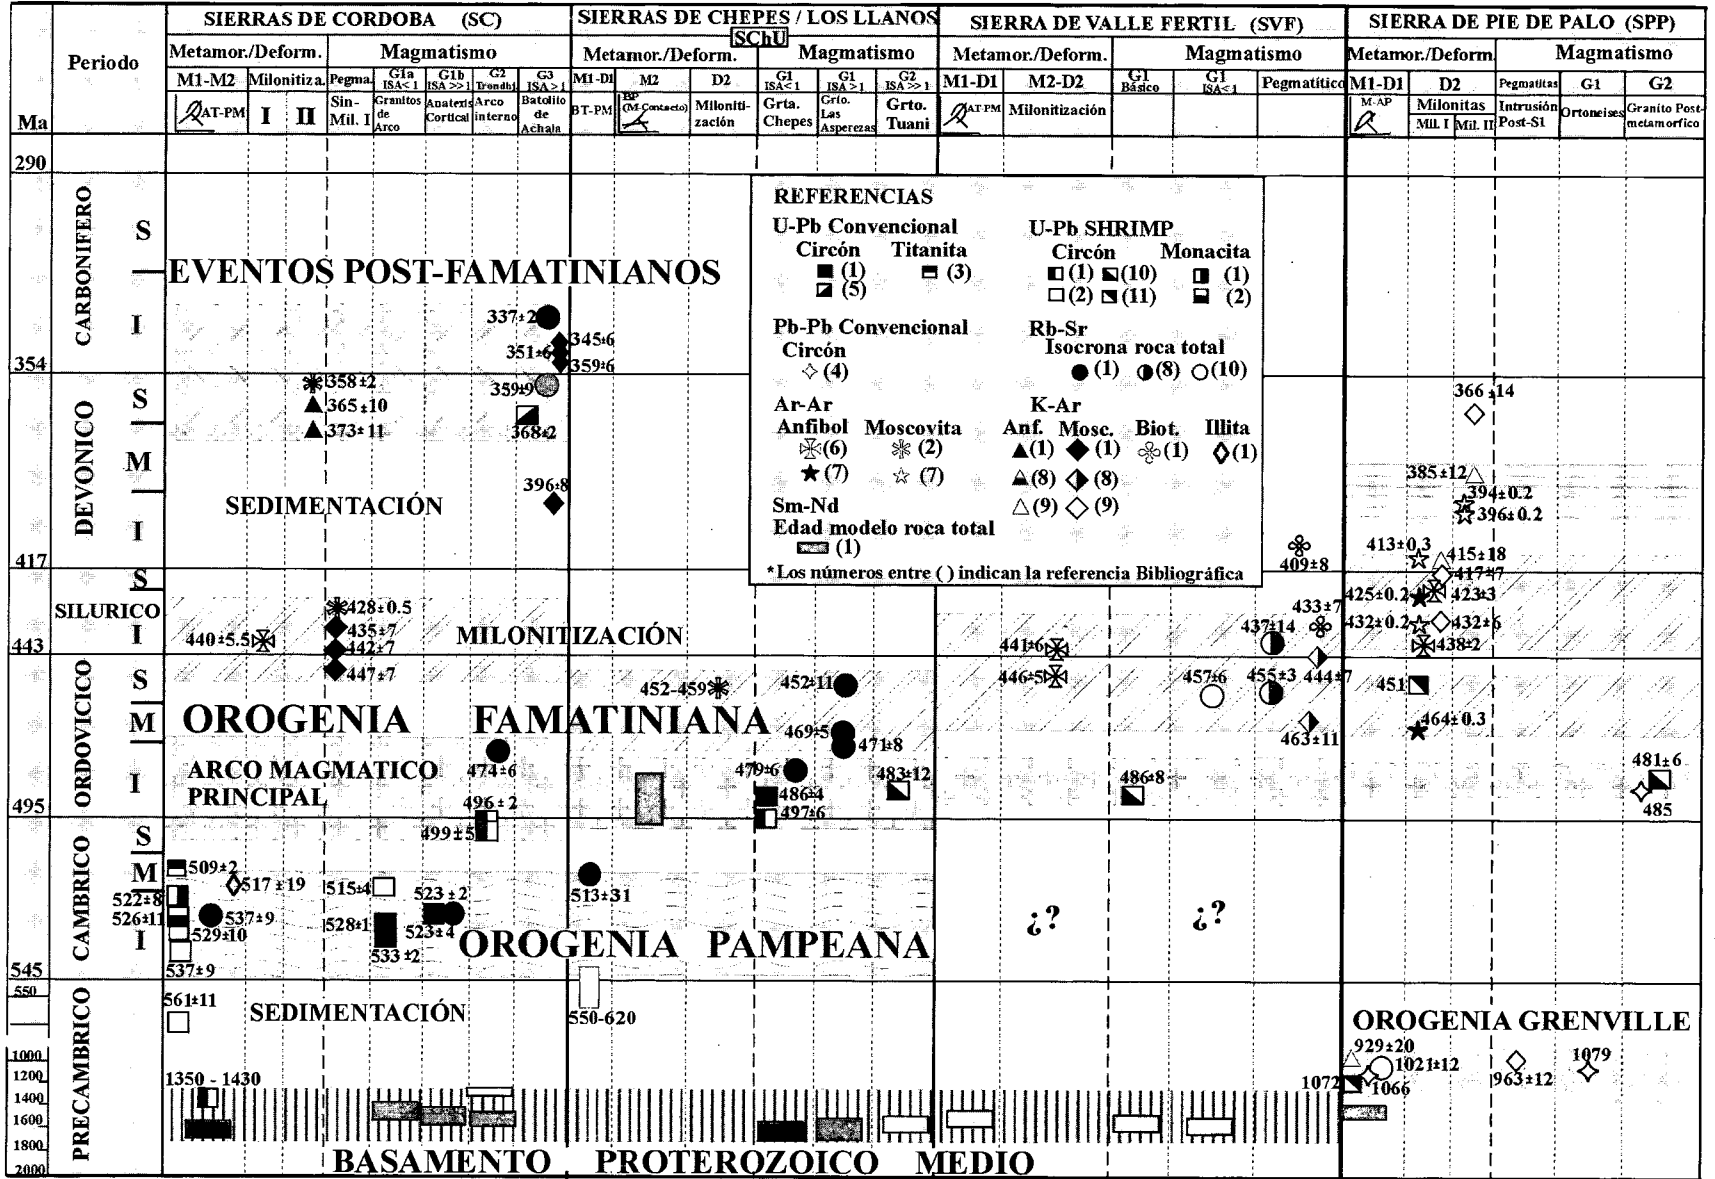 SIERRAS DE CORDOBA (SC)
SIERRAS DE CHEPES / LOS LLANOS
SChU
SIERRA DE VALLE FERTIL (SVF)
SIERRA DE PIE DE PALO (SPP)
Periodo
Ma
Metamor./Deform.
Magmatismo
Metamor./Deform.
Magmatismo
Metamor./Deform.
Magmatismo
Metamor./Deform.
Magmatismo
M1-M2
Milonitiza.
Pegma.
G1a ISA<1
G1b ISA>>1
G2 Trondhj.
G3 ISA>1
M1-D1
M2
D2
G1 ISA<1
G1 ISA>1
G2 ISA>>1
M1-D1
M2-D2
G1 Básico
G1 ISA<1
Pegmatítico
M1-D1
D2
Pegmatitas
G1
G2
AT-PM
I
II
Sin-Mil. I
Granitos de Arco
Anatexis Cortical
Arco interno
Batolito de Achala
BT-PM
BP (M-Contacto)
Miloniti-zación
Grta. Chepes
Grto. Las Asperezas
Grto. Tuani
AT-PM
Milonitización
M-AP
Milonitas
Mil. I
Mil. II
Intrusión Post-S1
Ortoneises
Granito Post-metamorfico
290
354
417
443
495
545
550
1000
1200
1400
1600
1800
2000
CARBONIFERO
S
I
DEVONICO
S
M
I
SILURICO
S
I
ORDOVICICO
S
M
I
CAMBRICO
S
M
I
PRECAMBRICO
EVENTOS POST-FAMATINIANOS
337±2
345±6
351±6
359±6
358±2
359±9
365±10
373±11
368±2
396±8
SEDIMENTACIÓN
428±0.5
435±7
440±5.5
442±7
447±7
MILONITIZACIÓN
452-459
452±11
OROGENIA FAMATINIANA
469±5
471±8
474±6
479±6
483±12
ARCO MAGMATICO
PRINCIPAL
486±4
496±2
497±6
499±5
509±2
517±19
515±4
523±2
513±31
522±8
526±11
537±9
528±1
523±4
529±10
533±2
537±9
OROGENIA PAMPEANA
561±11
SEDIMENTACIÓN
550-620
1350 - 1430
BASAMENTO PROTEROZOICO MEDIO
REFERENCIAS
U-Pb Convencional
Circón Titanita
(1) (3)
(5)
U-Pb SHRIMP
Circón Monacita
(1) (10) (1)
(2) (11) (2)
Pb-Pb Convencional
Circón
(4)
Rb-Sr
Isocrona roca total
(1) (8) (10)
Ar-Ar
Anfibol Moscovita
(6) (2)
(7) (7)
K-Ar
Anf. Mosc. Biot. Illita
(1) (1) (1) (1)
(8) (8)
(9) (9)
Sm-Nd
Edad modelo roca total
(1)
*Los números entre ( ) indican la referencia Bibliográfica
409±8
433±7
437±14
441±6
446±5
457±6
455±3
444±7
463±11
486±8
¿?
¿?
366±14
385±12
394±0.2
396±0.2
413±0.3
415±18
417±7
425±0.2
423±3
432±0.2
432±6
438±2
451
464±0.3
481±6
485
OROGENIA GRENVILLE
929±20
1021±12
1079
1072
1066
963±12